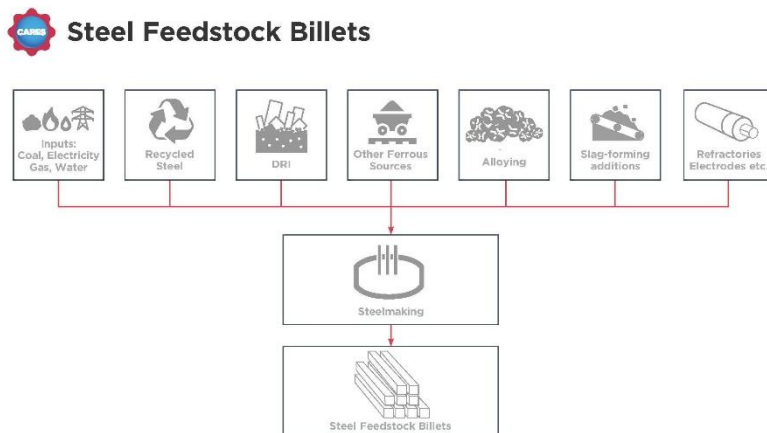 CARES Steel Feedstock Billets
Inputs:
Coal, Electricity
Gas, Water
Recycled
Steel
DRI
Other Ferrous
Sources
Alloying
Slag-forming
additions
Refractories
Electrodes etc.
Steelmaking
Steel Feedstock Billets